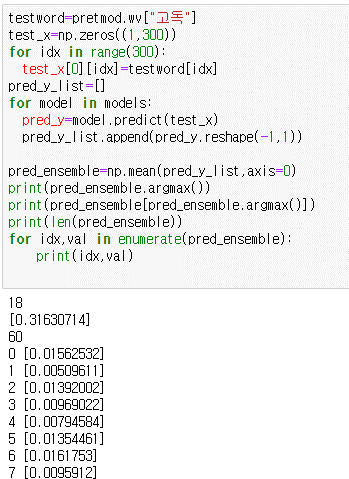 testword=pretmod.wv["고독"]
test_x=np.zeros((1,300))
for idx in range(300):
  test_x[0][idx]=testword[idx]
pred_y_list=[]
for model in models:
  pred_y=model.predict(test_x)
  pred_y_list.append(pred_y.reshape(-1,1))

pred_ensemble=np.mean(pred_y_list,axis=0)
print(pred_ensemble.argmax())
print(pred_ensemble[pred_ensemble.argmax()])
print(len(pred_ensemble))
for idx,val in enumerate(pred_ensemble):
    print(idx,val)
18
[0.31630714]
60
0 [0.01562532]
1 [0.00509611]
2 [0.01392002]
3 [0.00969022]
4 [0.00794584]
5 [0.01354461]
6 [0.0161753]
7 [0.0095912]